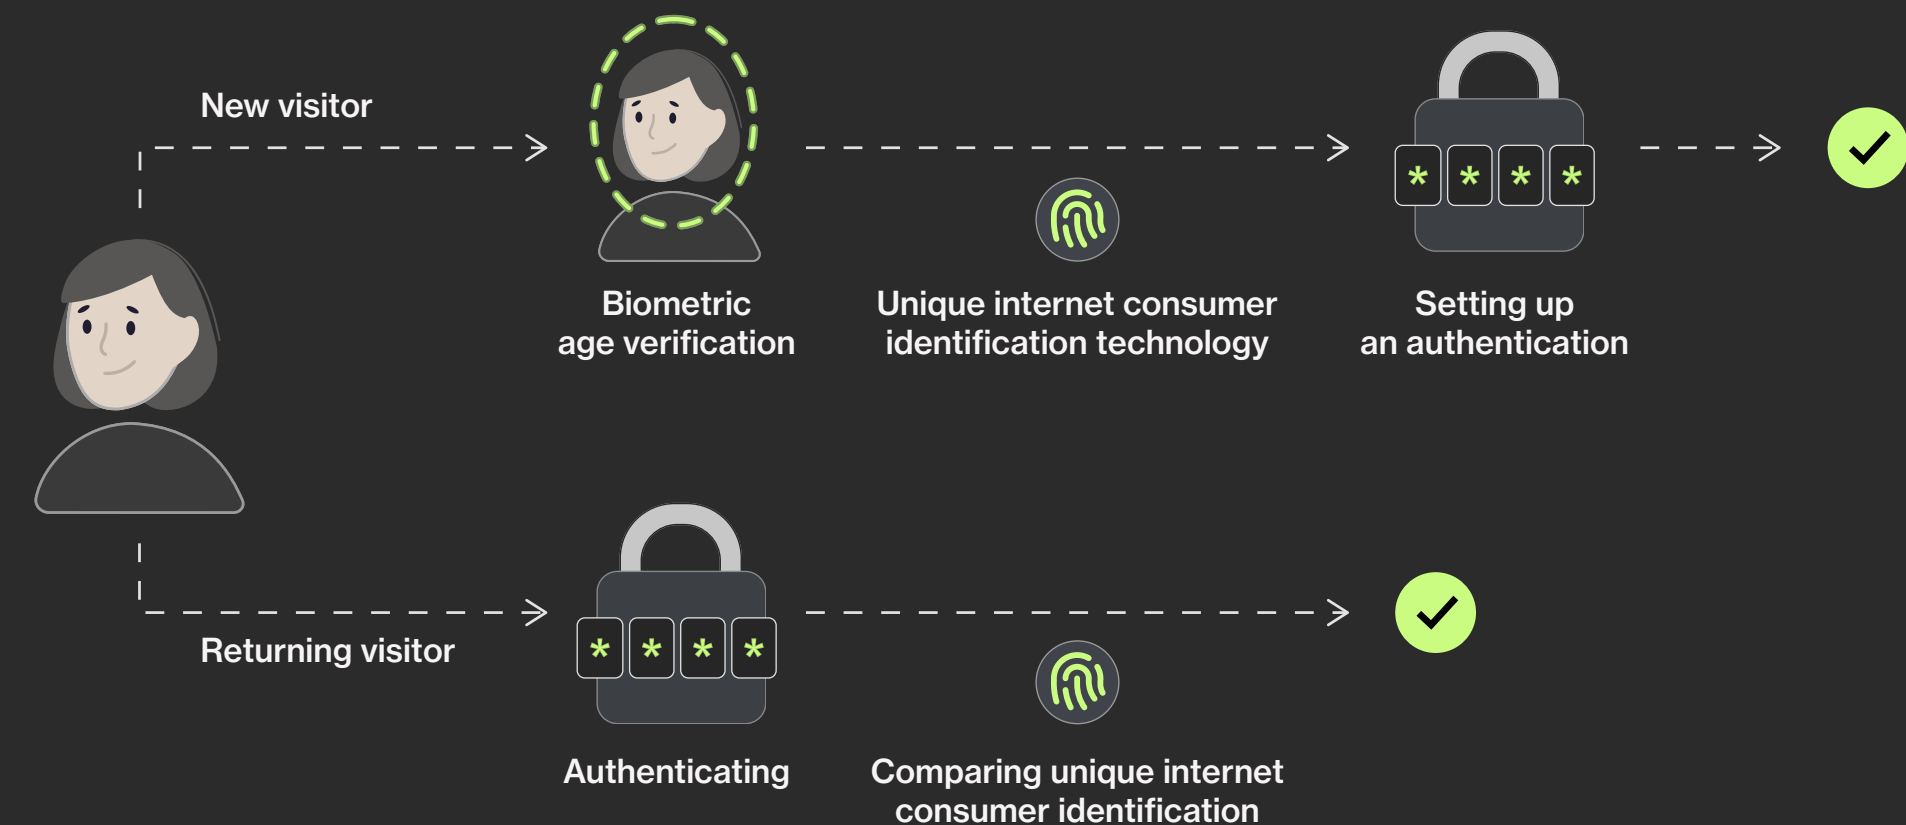 New visitor
Biometric
age verification
Unique internet consumer
identification technology
Setting up
an authentication
* * * *
Returning visitor
* * * *
Authenticating
Comparing unique internet
consumer identification